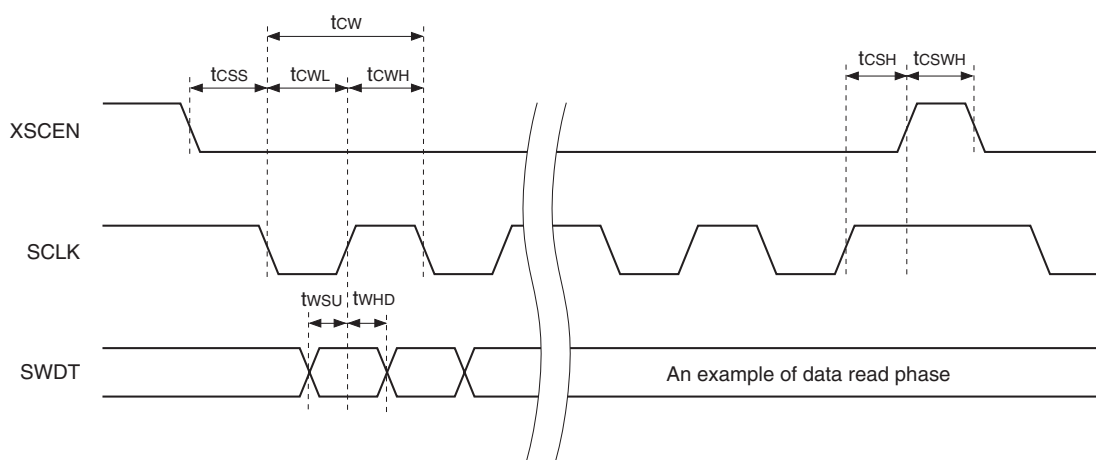 tCW
tCSS tCWL tCWH tCSH tCSWH
XSCEN
SCLK
tWSU tWHD
SWDT An example of data read phase